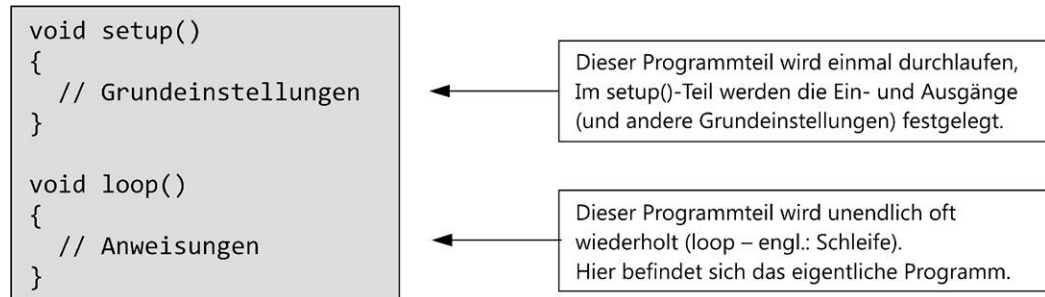 void setup()
{
  // Grundeinstellungen
}
Dieser Programmteil wird einmal durchlaufen,
Im setup()-Teil werden die Ein- und Ausgänge
(und andere Grundeinstellungen) festgelegt.
void loop()
{
  // Anweisungen
}
Dieser Programmteil wird unendlich oft
wiederholt (loop – engl.: Schleife).
Hier befindet sich das eigentliche Programm.